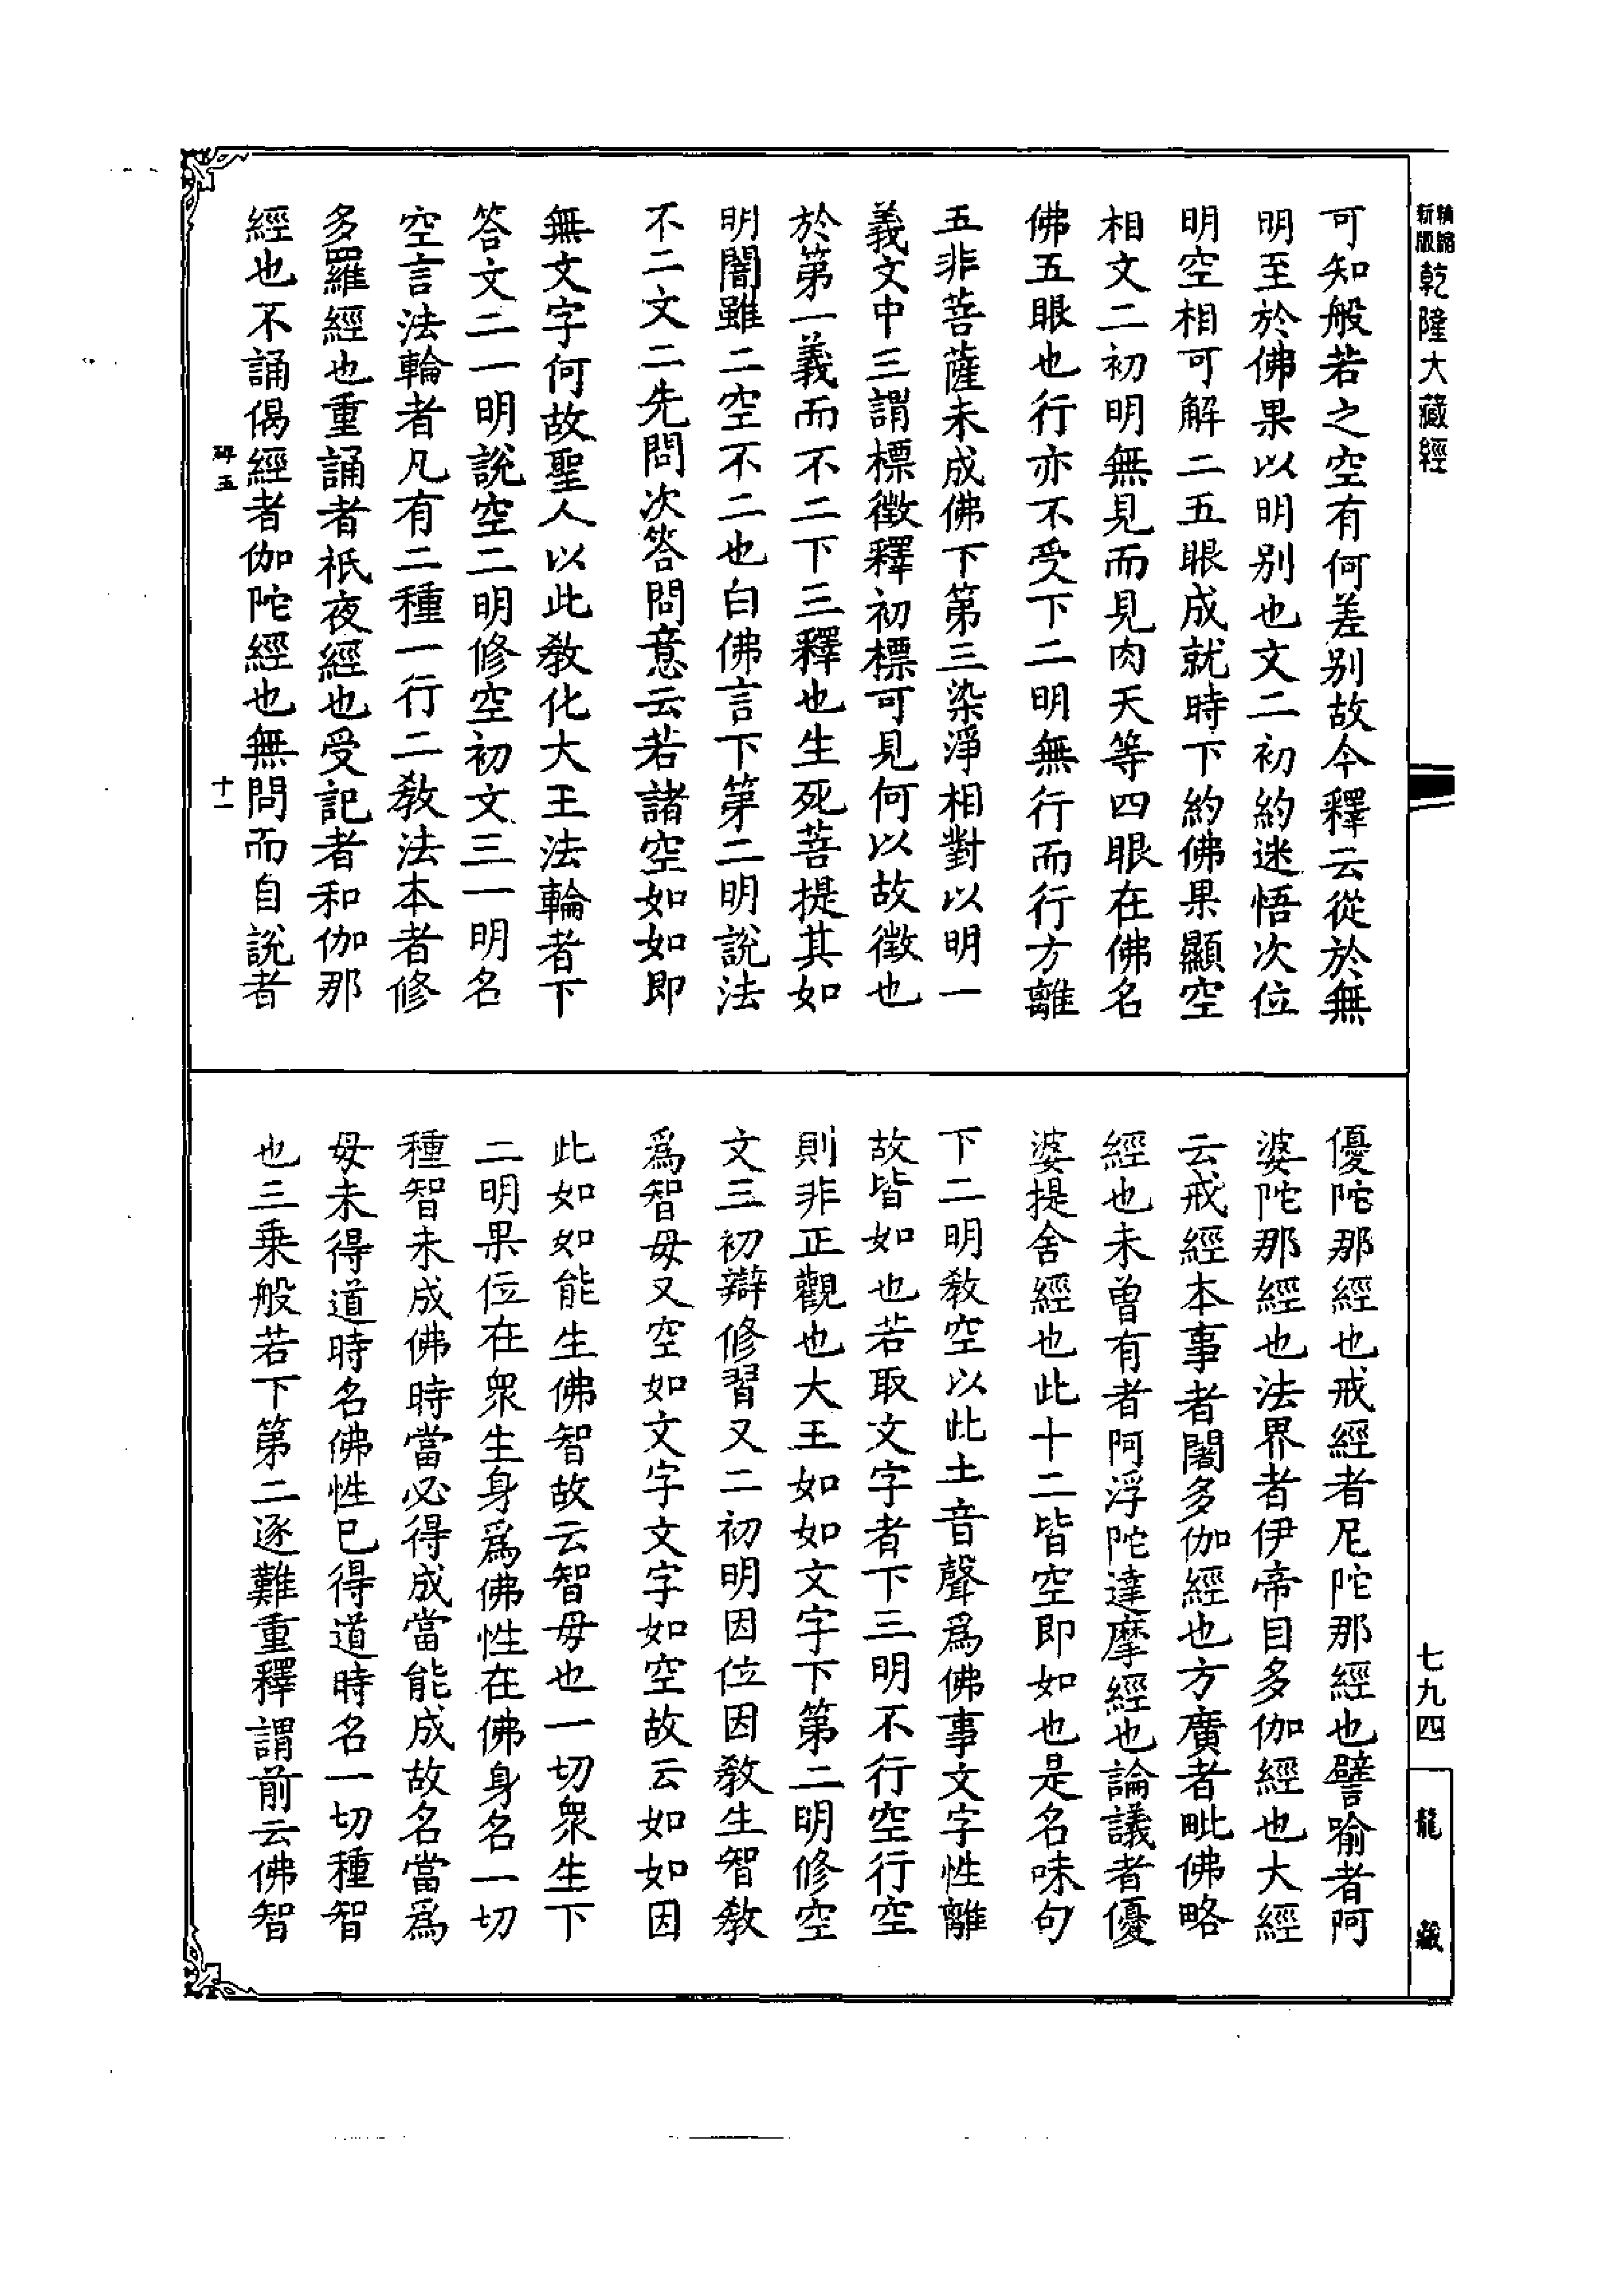 新版精縮乾隆大藏經
可知般若之空有何差别故今釋云從於無
明至於佛果以明别也文二初約迷悟次位
明空相可解二五眼成就時下約佛果顯空
相文二初明無見而見肉天等四眼在佛名
佛五眼也行亦不受下二明無行而行方離
五非菩薩未成佛下第三染淨相對以明一
義文中三謂標徵釋初標可見何以故徵也
於第一義而不二下三釋也生死菩提其如
明闇雖二空不二也白佛言下第二明說法
不二文二先問次答問意云若諸空如如即
無文字何故聖人以此教化大王法輪者下
答文二一明說空二明修空初文三一明名
空言法輪者凡有二種一行二教法本者修
多羅經也重誦者祇夜經也受記者和伽那
經也不誦偈經者伽陀經也無問而自說者
碑五
十一
優陀那經也戒經者尼陀那經也譬喻者阿
婆陀那經也法界者伊帝目多伽經也大經
云戒經本事者闍多伽經也方廣者毗佛略
經也未曾有者阿浮陀達摩經也論議者優
婆提舍經也此十二皆空即如也是名味句
下二明教空以此土音聲爲佛事文字性離
故皆如也若取文字者下三明不行空行空
則非正觀也大王如如文字下第二明修空
文三初辯修習又二初明因位因教生智教
爲智母又空如文字文字如空故云如如因
此如如能生佛智故云智母也一切衆生下
二明果位在衆生身爲佛性在佛身名一切
種智未成佛時當必得成當能成故名當爲
母未得道時名佛性已得道時名一切種智
也三乘般若下第二逐難重釋謂前云佛智
七九四
龍藏